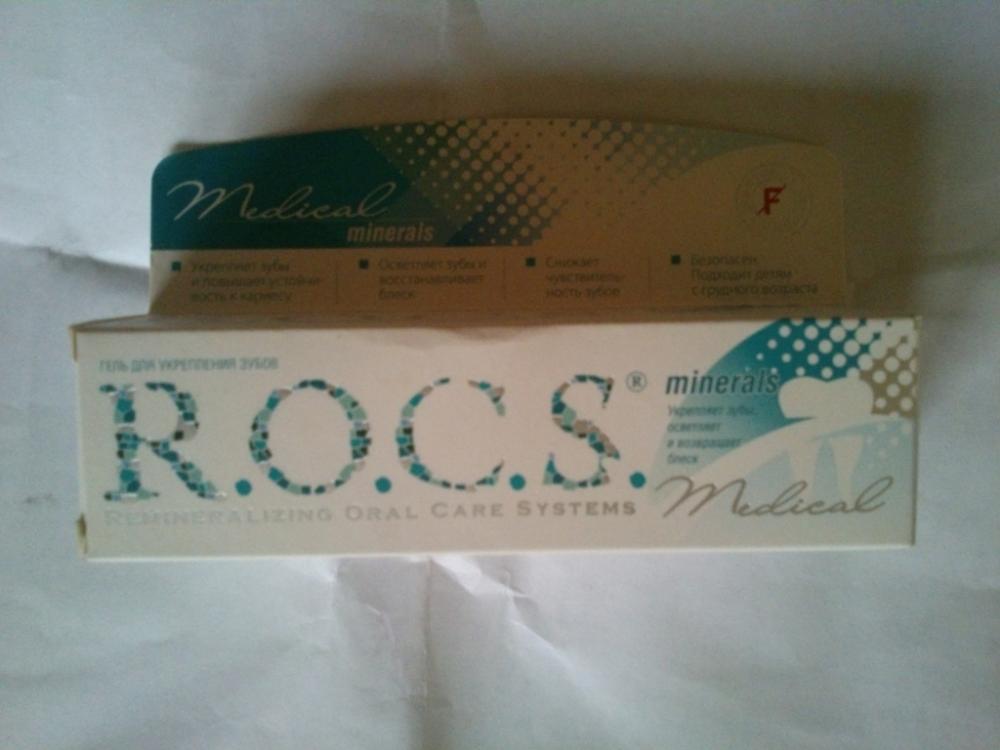 Medical
minerals
F
Укрепляет зубы
и повышает устойчи-
вость к кариесу
Осветляет зубы и
восстанавливает
блеск
Снижает
чувствитель-
ность зубов
Безопасен.
Подходит детям
с грудного возраста
ГЕЛЬ ДЛЯ УКРЕПЛЕНИЯ ЗУБОВ
R.O.C.S.®
REMINERALIZING ORAL CARE SYSTEMS
minerals
Укрепляет зубы,
осветляет
и возвращает
блеск
Medical